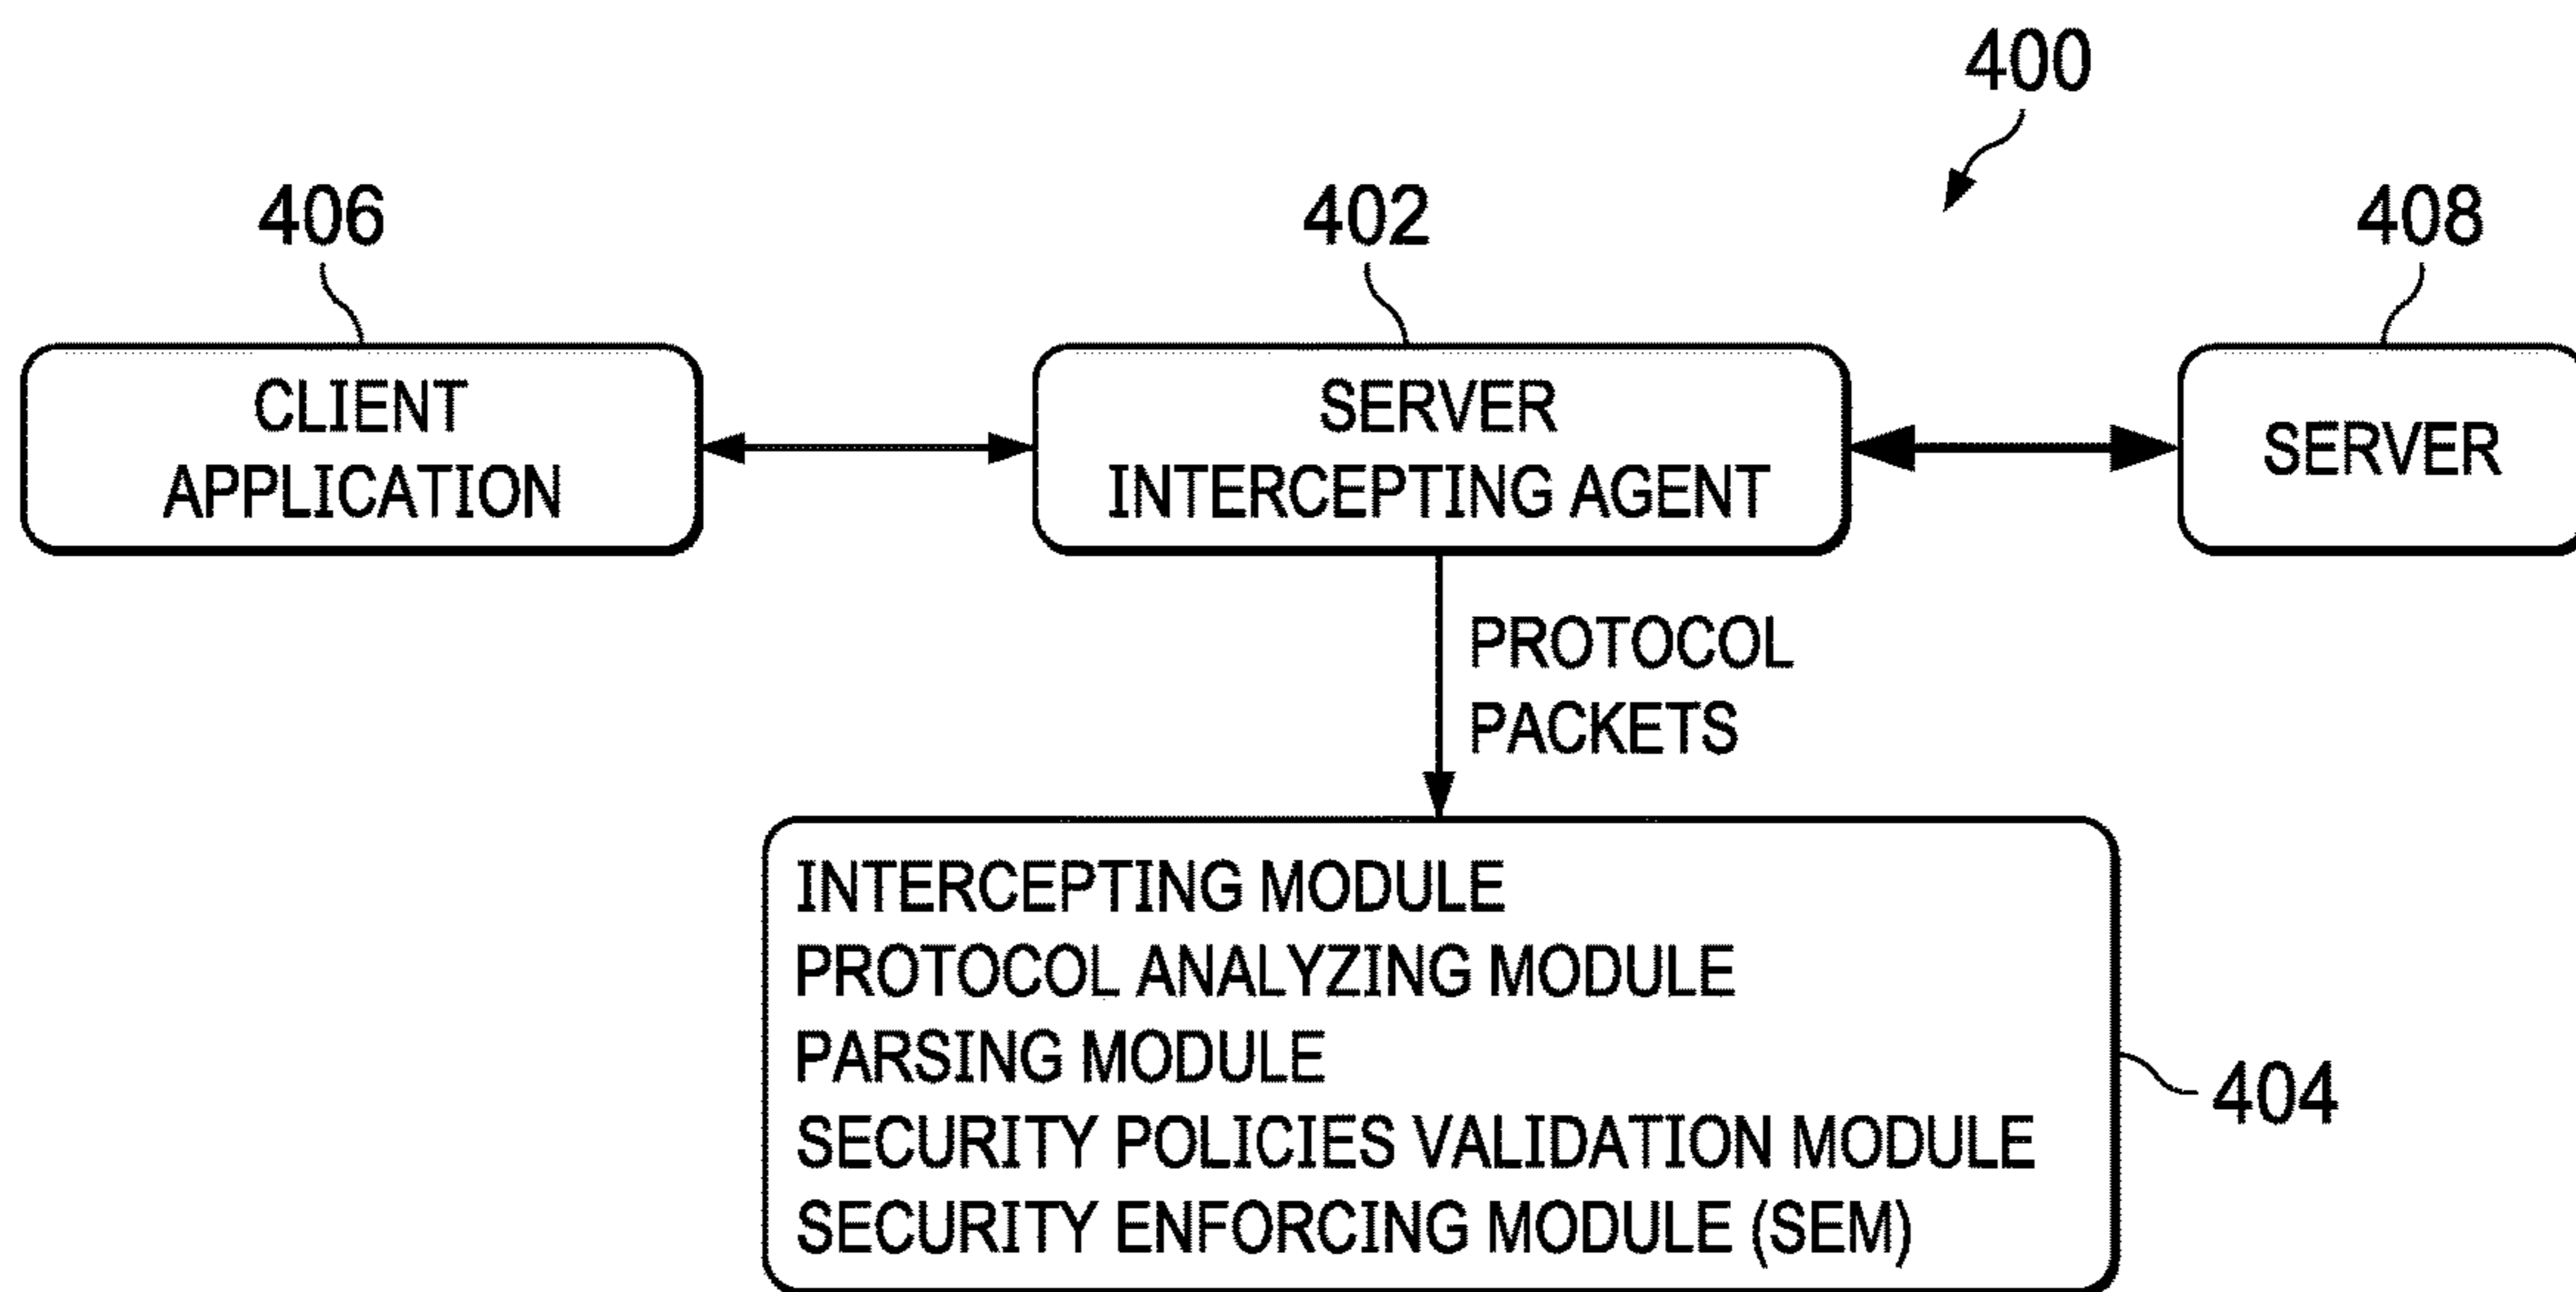 400
406
402
408
CLIENT
APPLICATION
SERVER
INTERCEPTING AGENT
SERVER
PROTOCOL
PACKETS
INTERCEPTING MODULE
PROTOCOL ANALYZING MODULE
PARSING MODULE
SECURITY POLICIES VALIDATION MODULE
SECURITY ENFORCING MODULE (SEM)
404